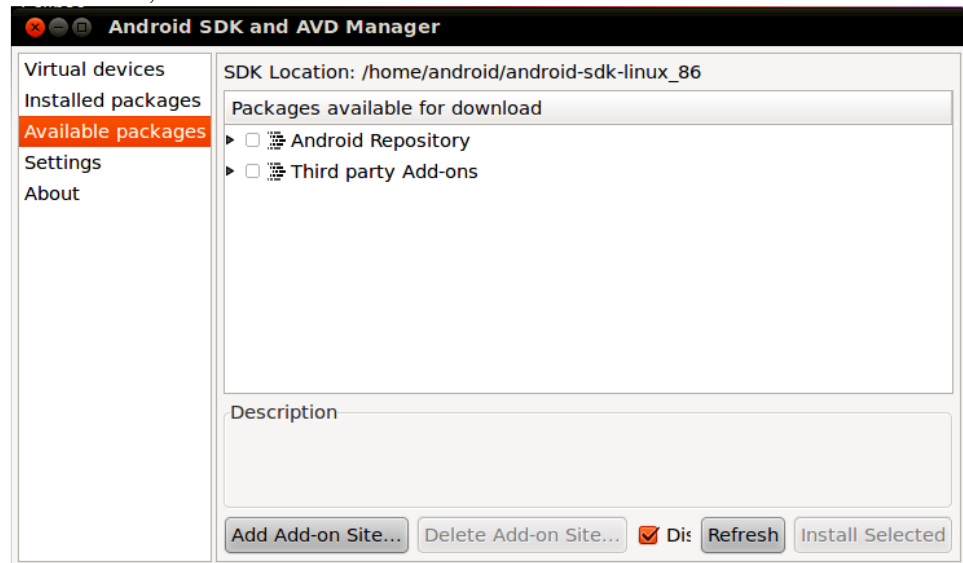 Android SDK and AVD Manager
Virtual devices
Installed packages
Available packages
Settings
About
SDK Location: /home/android/android-sdk-linux_86
Packages available for download
Android Repository
Third party Add-ons
Description
Add Add-on Site... Delete Add-on Site... Dis Refresh Install Selected